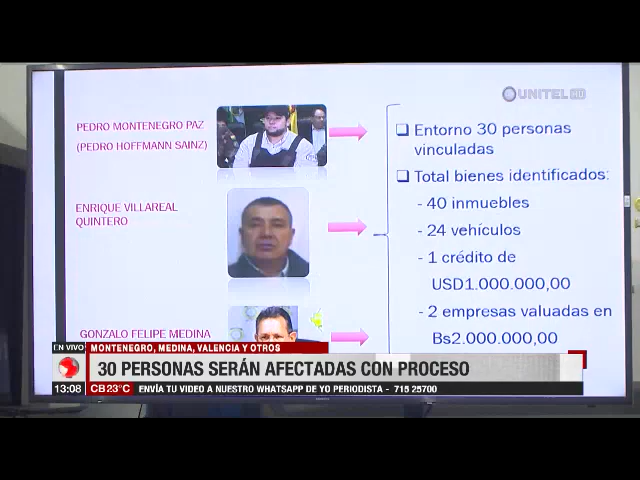 UNITEL HD
PEDRO MONTENEGRO PAZ
(PEDRO HOFFMANN SAINZ)
ENRIQUE VILLAREAL
QUINTERO
GONZALO FELIPE MEDINA
❑ Entorno 30 personas
vinculadas
❑ Total bienes identificados:
- 40 inmuebles
- 24 vehículos
- 1 crédito de
USD1.000.000,00
- 2 empresas valuadas en
Bs2.000.000,00
EN VIVO
MONTENEGRO, MEDINA, VALENCIA Y OTROS
30 PERSONAS SERÁN AFECTADAS CON PROCESO
13:08
CB 23°C
ENVÍA TU VIDEO A NUESTRO WHATSAPP DE YO PERIODISTA - 715 25700